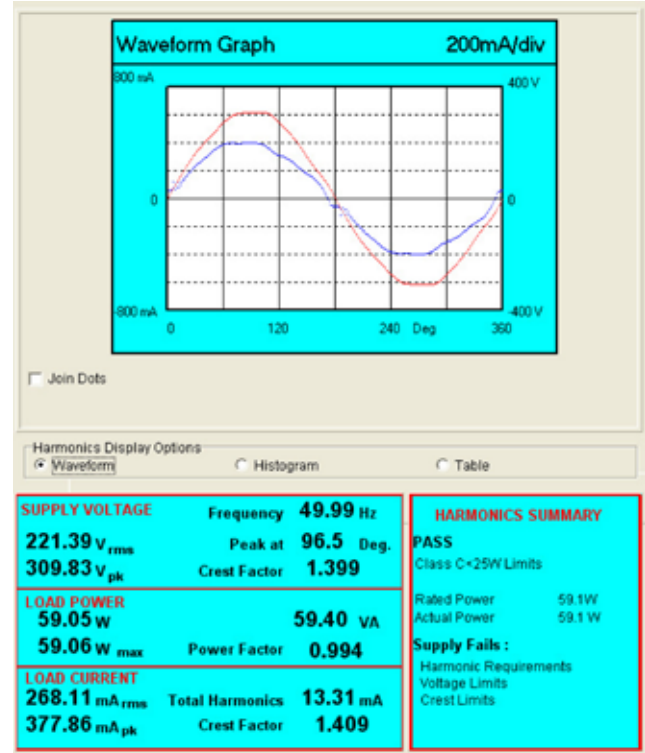 Waveform Graph 200mA/div
800 mA 400 V
0 0
-800 mA -400 V
0 120 240 Deg 360
Join Dots
Harmonics Display Options
Waveform Histogram Table
SUPPLY VOLTAGE Frequency 49.99 Hz
221.39 Vrms Peak at 96.5 Deg.
309.83 Vpk Crest Factor 1.399
LOAD POWER
59.05 W 59.40 VA
59.06 W max Power Factor 0.994
LOAD CURRENT
268.11 mArms Total Harmonics 13.31 mA
377.86 mApk Crest Factor 1.409
HARMONICS SUMMARY
PASS
Class C<25W Limits
Rated Power 59.1W
Actual Power 59.1 W
Supply Fails :
Harmonic Requirements
Voltage Limits
Crest Limits